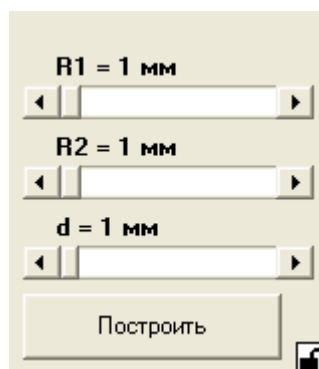 R1 = 1 мм
R2 = 1 мм
d = 1 мм
Построить